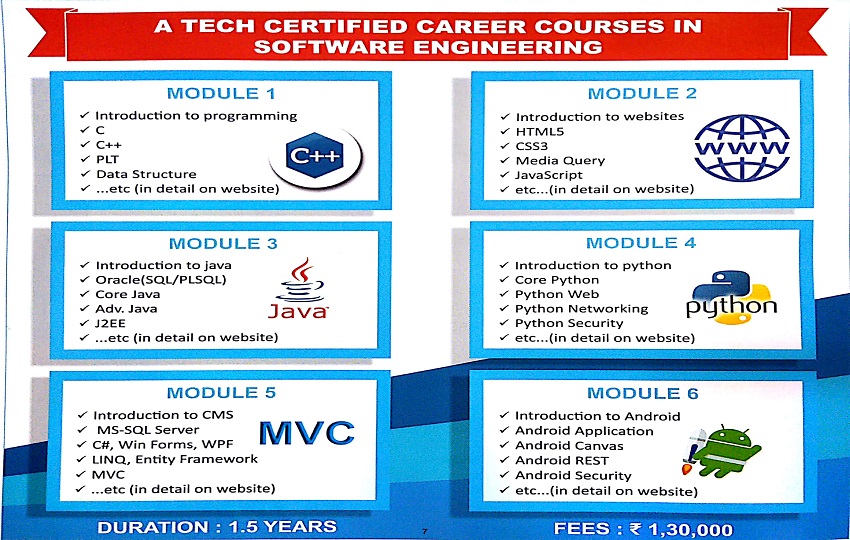 A TECH CERTIFIED CAREER COURSES IN
SOFTWARE ENGINEERING
MODULE 1
✓ Introduction to programming
✓ C
✓ C++
✓ PLT
✓ Data Structure
✓ ...etc (in detail on website)
C++
MODULE 2
✓ Introduction to websites
✓ HTML5
✓ CSS3
✓ Media Query
✓ JavaScript
✓ etc...(in detail on website)
WWW
MODULE 3
✓ Introduction to java
✓ Oracle(SQL/PLSQL)
✓ Core Java
✓ Adv. Java
✓ J2EE
✓ ...etc (in detail on website)
Java
MODULE 4
✓ Introduction to python
✓ Core Python
✓ Python Web
✓ Python Networking
✓ Python Security
✓ etc...(in detail on website)
python
MODULE 5
✓ Introduction to CMS
✓ MS-SQL Server
✓ C#, Win Forms, WPF
✓ LINQ, Entity Framework
✓ MVC
✓ ...etc (in detail on website)
MVC
MODULE 6
✓ Introduction to Android
✓ Android Application
✓ Android Canvas
✓ Android REST
✓ Android Security
✓ etc...(in detail on website)
DURATION : 1.5 YEARS
7
FEES : ₹ 1,30,000